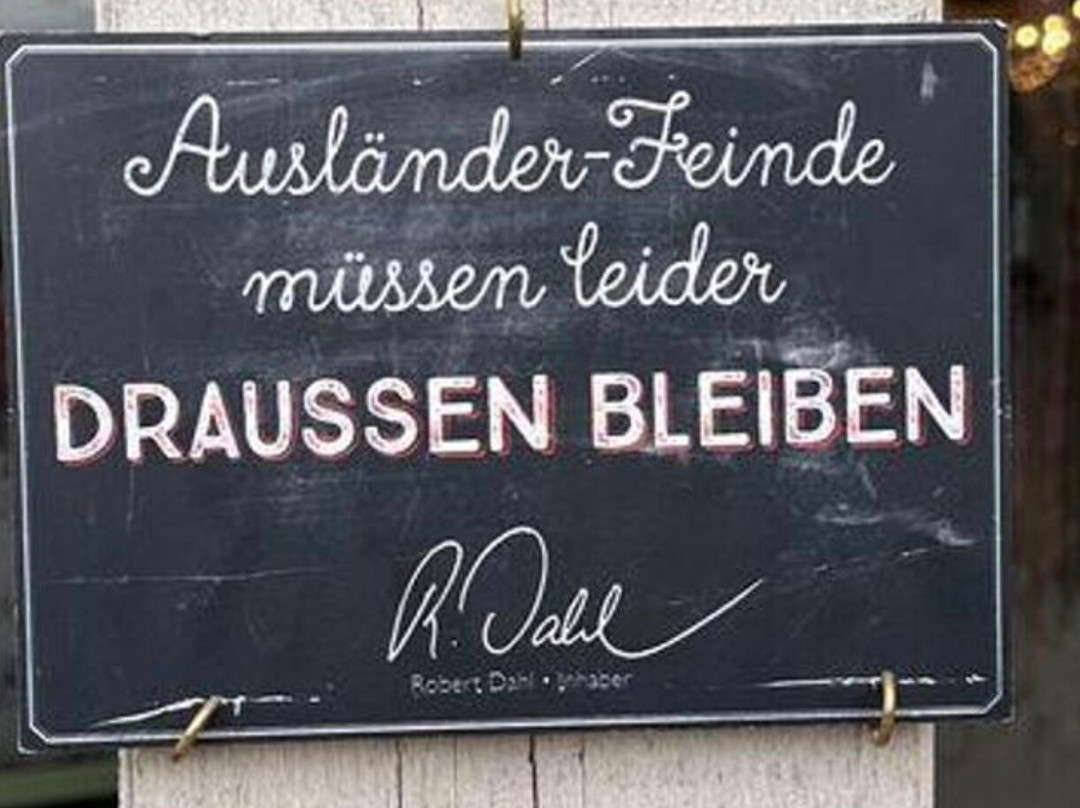 Ausländer-Feinde
müssen leider
DRAUSSEN BLEIBEN
R. Dahl
Robert Dahl • Inhaber